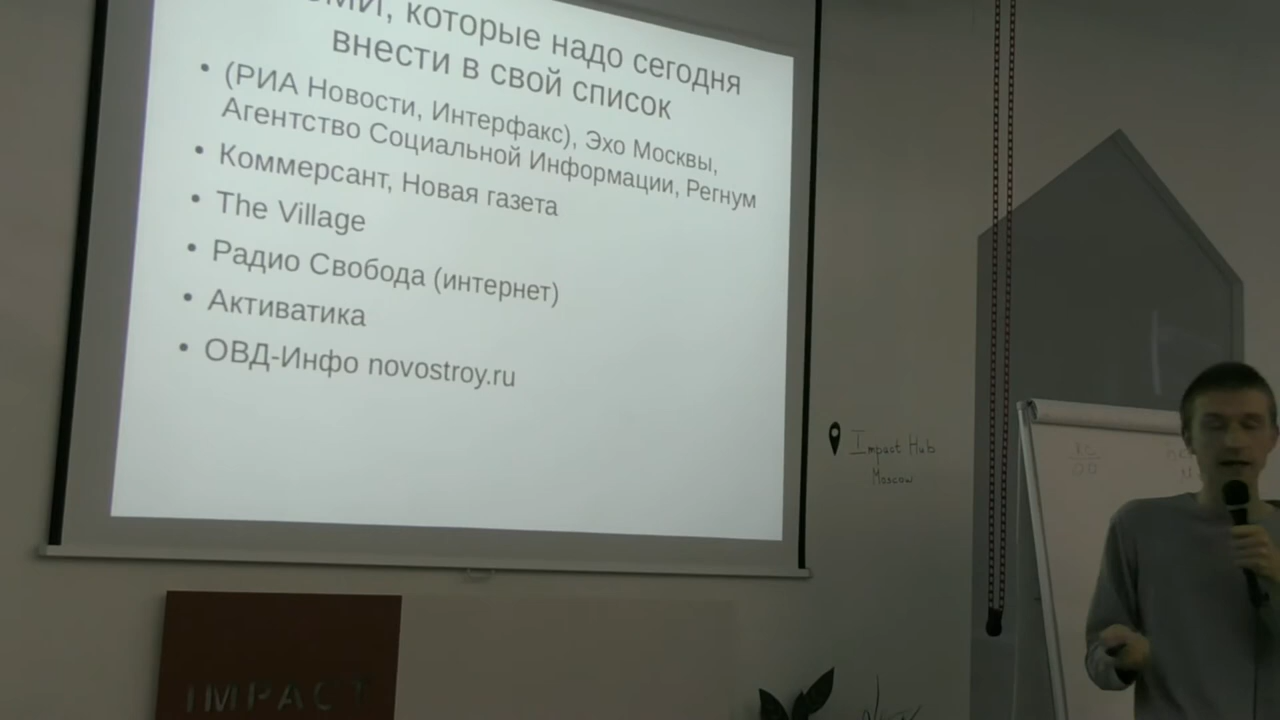 СМИ, которые надо сегодня
внести в свой список
• (РИА Новости, Интерфакс), Эхо Москвы,
Агентство Социальной Информации, Регнум
• Коммерсант, Новая газета
• The Village
• Радио Свобода (интернет)
• Активатика
• ОВД-Инфо novostroy.ru
Impact Hub
Moscow
IMPACT